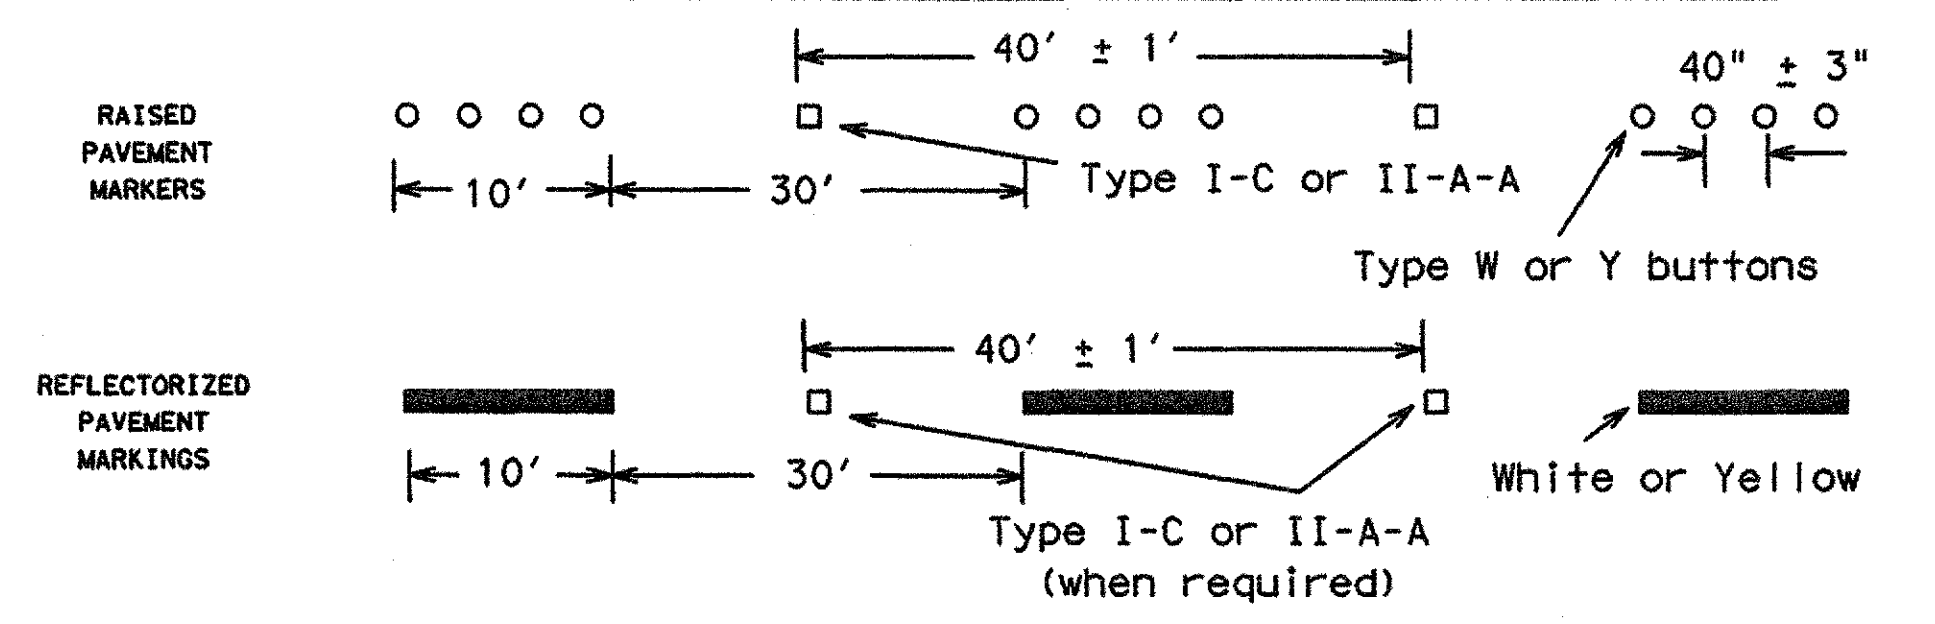 40' ± 1'
40" ± 3"
RAISED
PAVEMENT
MARKERS
10'
30'
Type I-C or II-A-A
Type W or Y buttons
40' ± 1'
REFLECTORIZED
PAVEMENT
MARKINGS
10'
30'
White or Yellow
Type I-C or II-A-A
(when required)